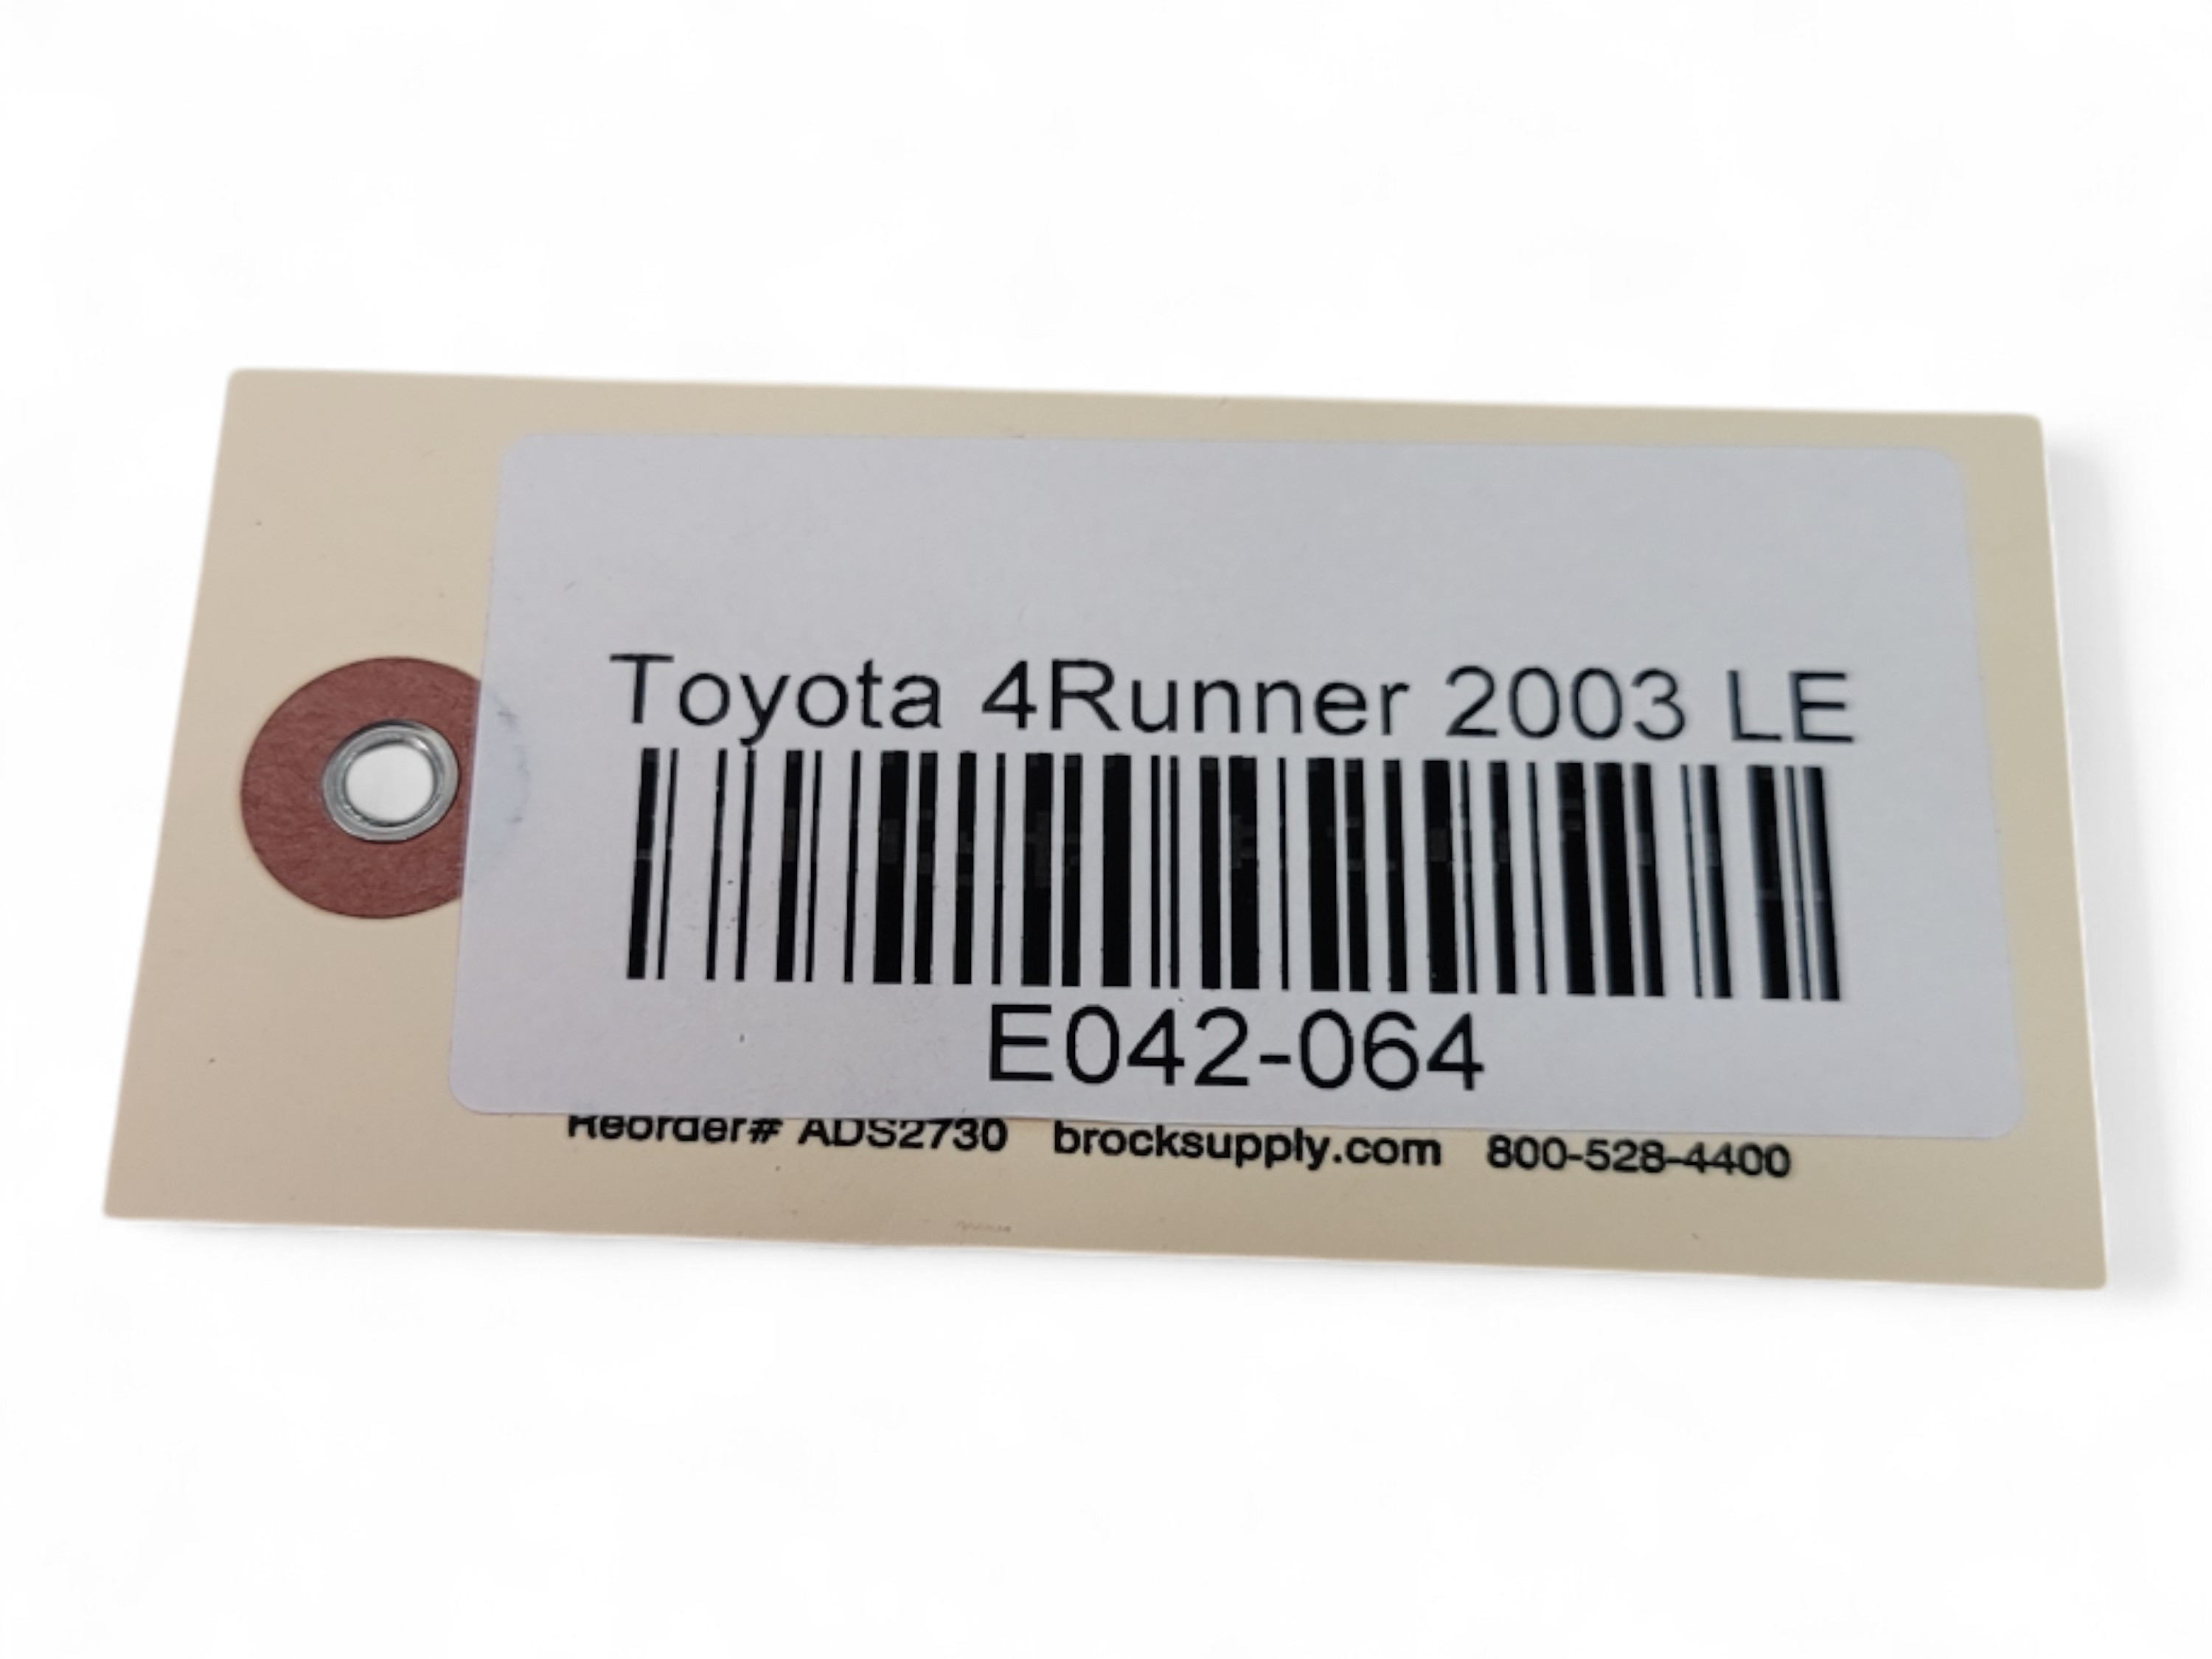 Toyota 4Runner 2003 LE
E042-064
Reorder# ADS2730 brocksupply.com 800-528-4400